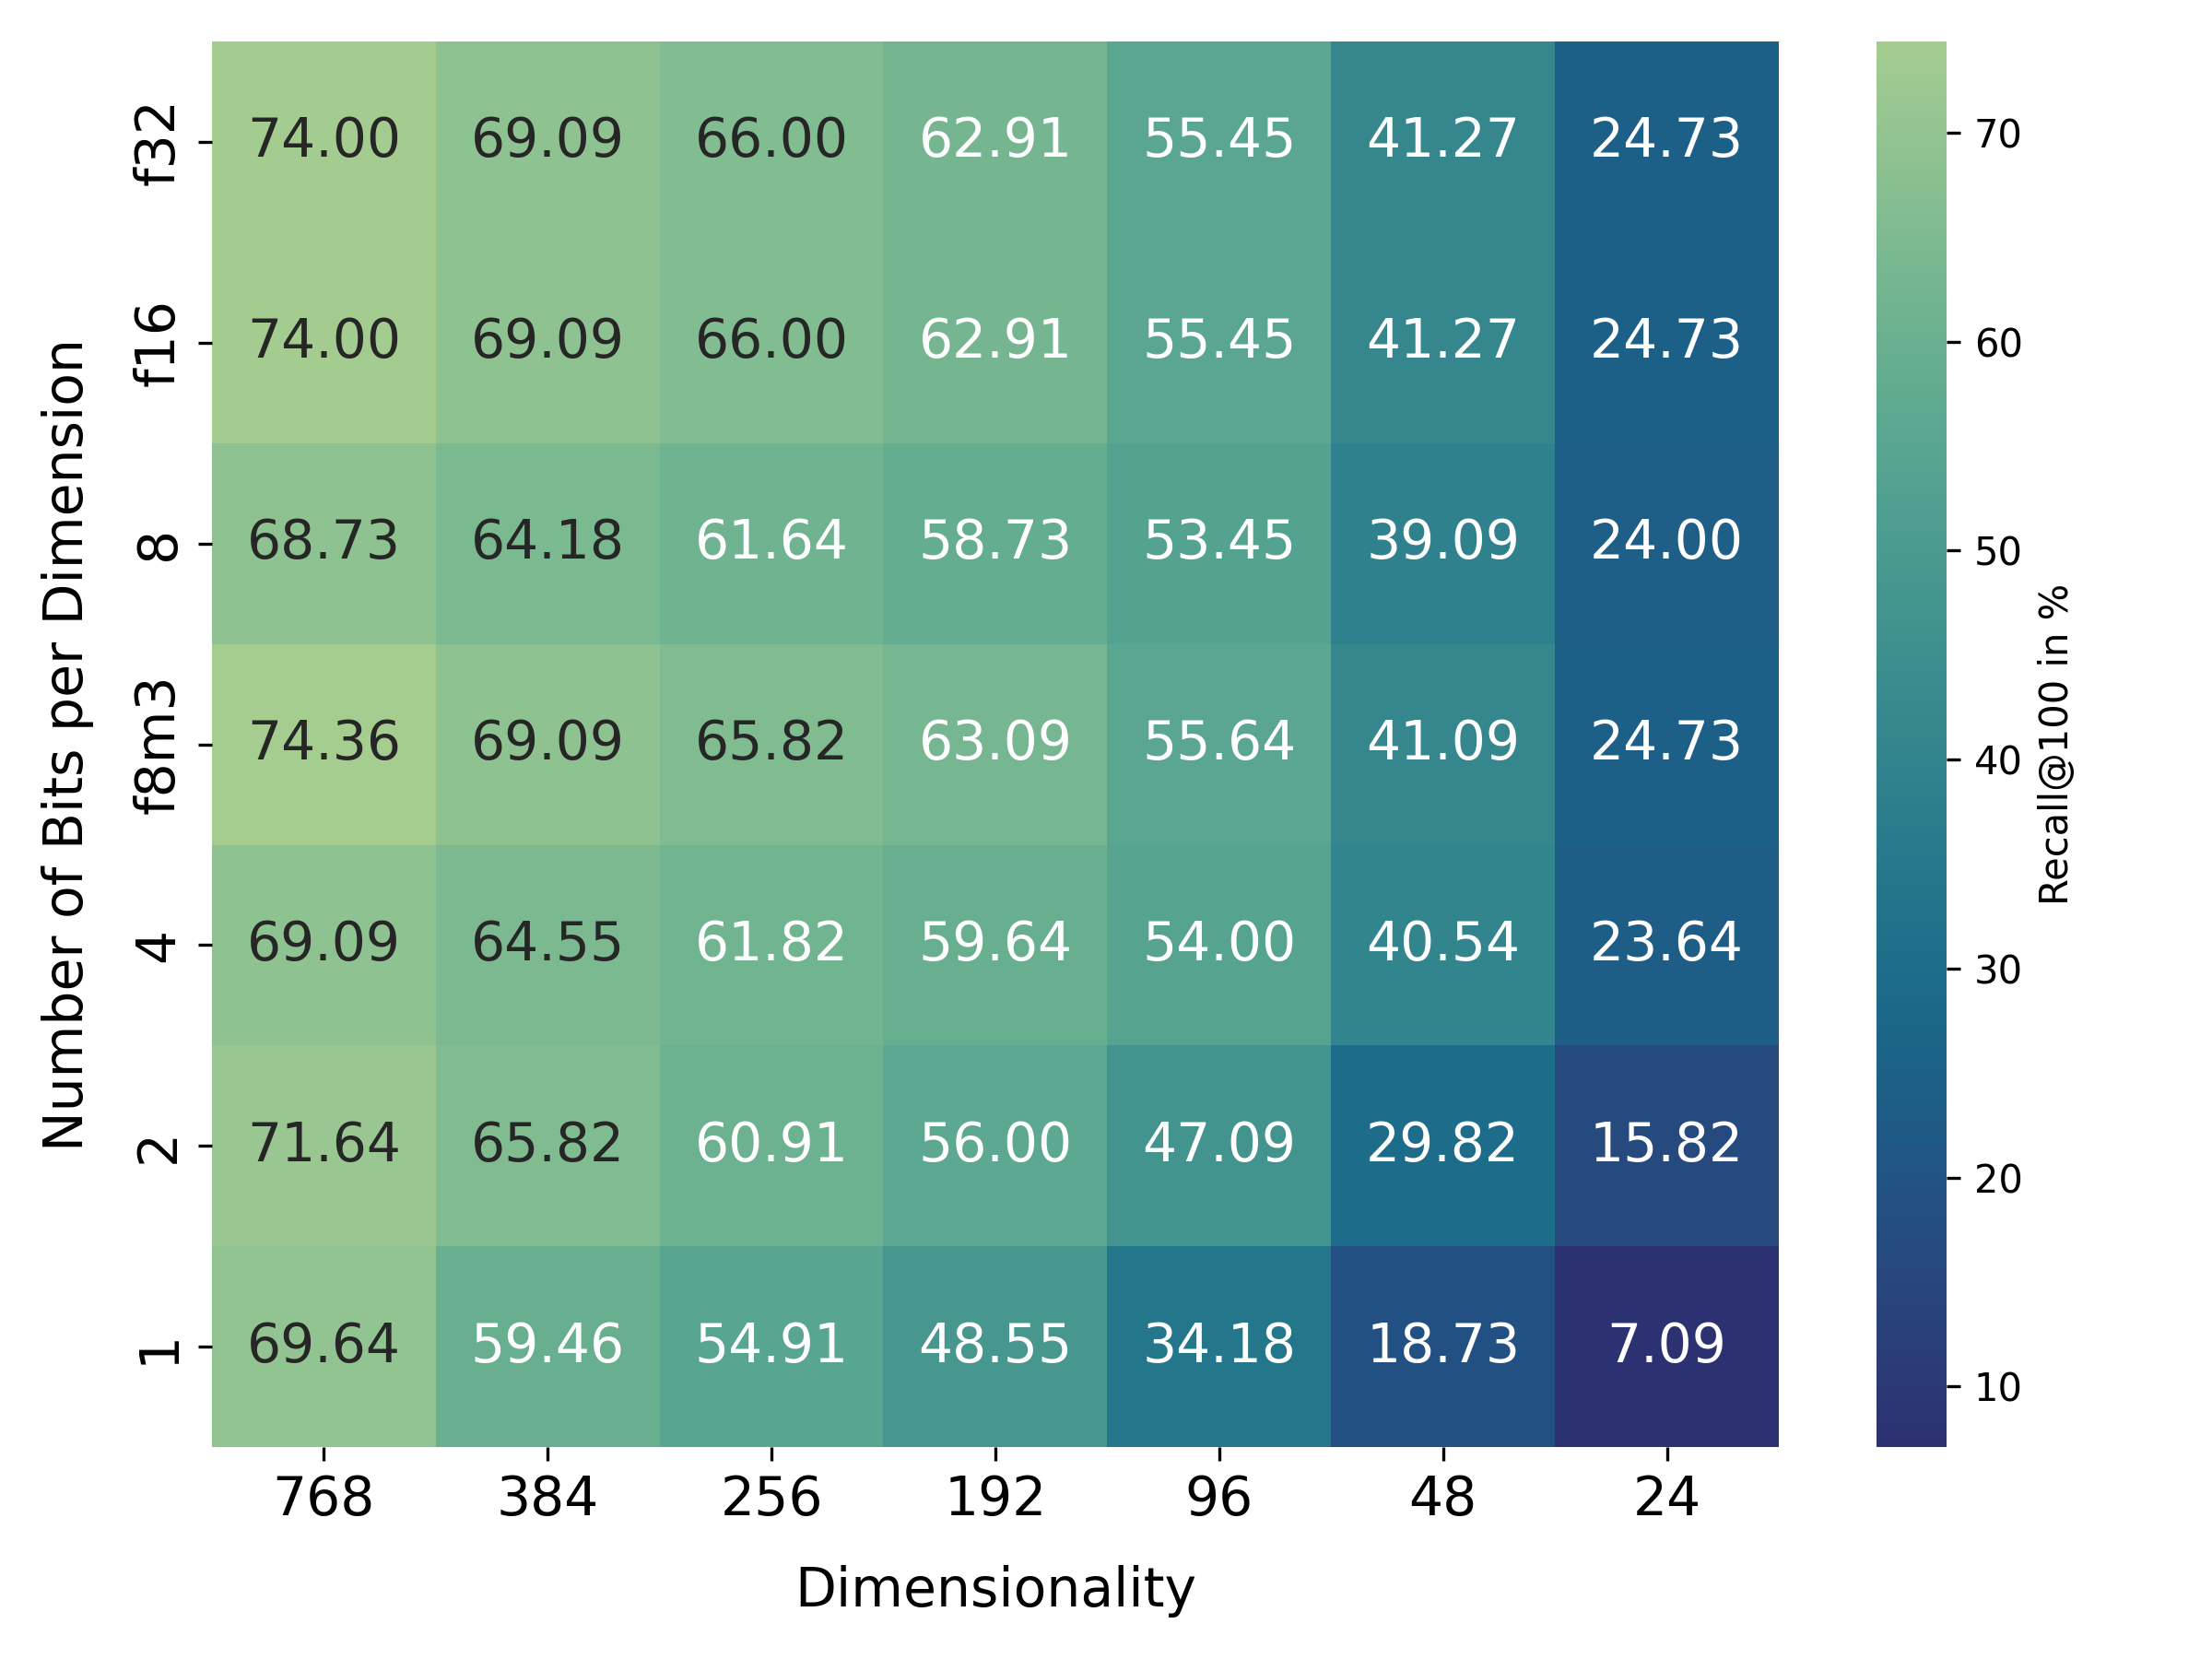 Number of Bits per Dimension
f32 74.00 69.09 66.00 62.91 55.45 41.27 24.73
f16 74.00 69.09 66.00 62.91 55.45 41.27 24.73
8 68.73 64.18 61.64 58.73 53.45 39.09 24.00
f8m3 74.36 69.09 65.82 63.09 55.64 41.09 24.73
4 69.09 64.55 61.82 59.64 54.00 40.54 23.64
2 71.64 65.82 60.91 56.00 47.09 29.82 15.82
1 69.64 59.46 54.91 48.55 34.18 18.73 7.09
768 384 256 192 96 48 24
Dimensionality
70
60
50
40
30
20
10
Recall@100 in %